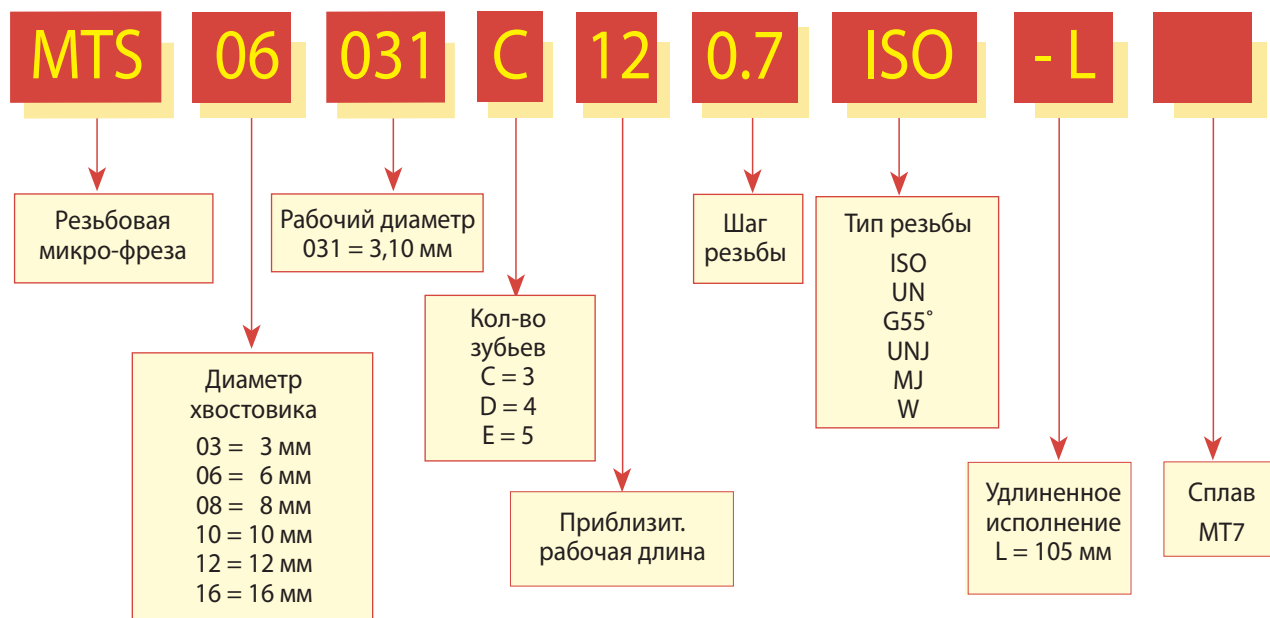 MTS 06 031 C 12 0.7 ISO - L
Резьбовая
микро-фреза
Диаметр
хвостовика
03 = 3 мм
06 = 6 мм
08 = 8 мм
10 = 10 мм
12 = 12 мм
16 = 16 мм
Рабочий диаметр
031 = 3,10 мм
Кол-во
зубьев
C = 3
D = 4
E = 5
Приблизит.
рабочая длина
Шаг
резьбы
Тип резьбы
ISO
UN
G55°
UNJ
MJ
W
Удлиненное
исполнение
L = 105 мм
Сплав
MT7